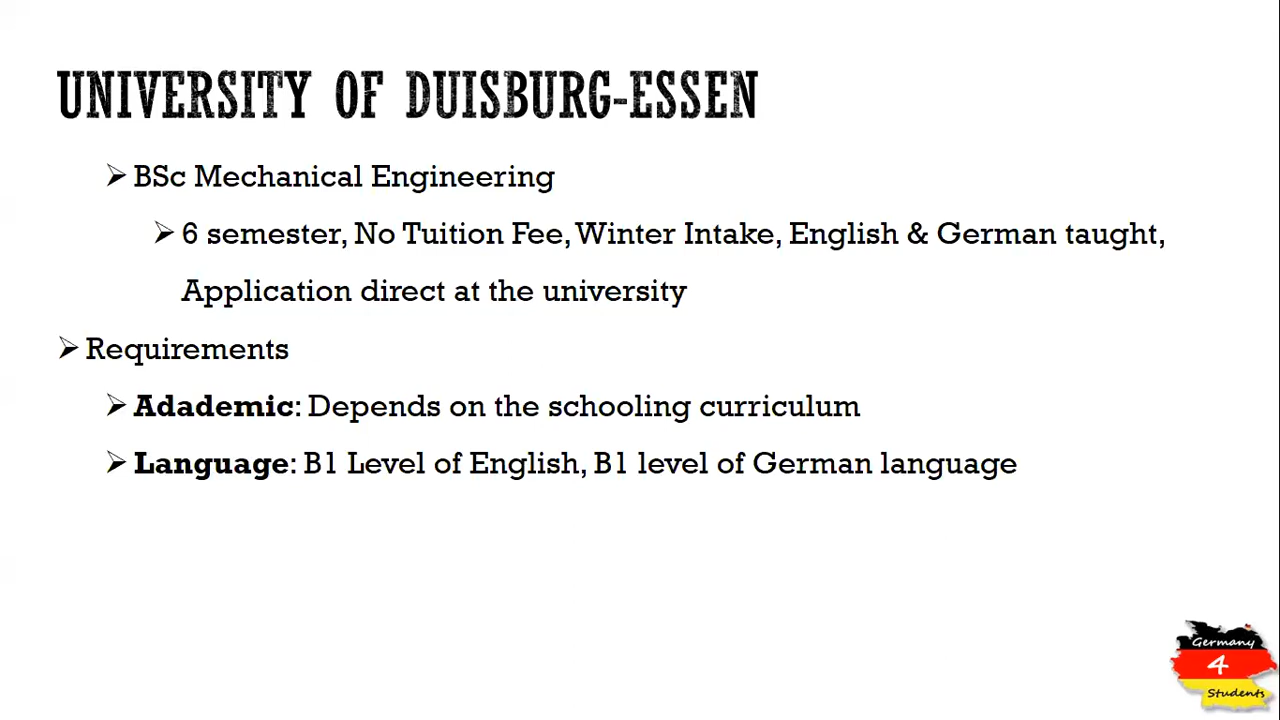 UNIVERSITY OF DUISBURG-ESSEN
➢ BSc Mechanical Engineering
➢ 6 semester, No Tuition Fee, Winter Intake, English & German taught,
Application direct at the university
➢ Requirements
➢ Adademic: Depends on the schooling curriculum
➢ Language: B1 Level of English, B1 level of German language
Germany
4
Students